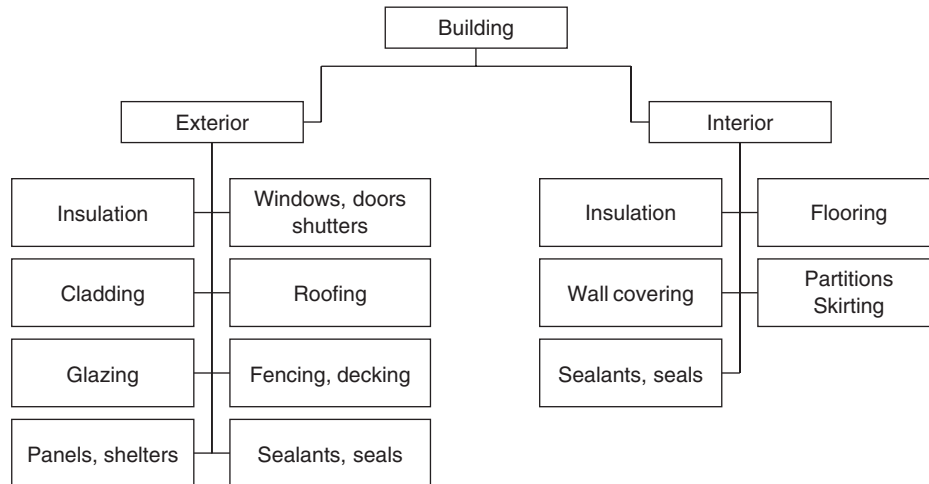 Building
Exterior
Interior
Insulation
Windows, doors
shutters
Insulation
Flooring
Cladding
Roofing
Wall covering
Partitions
Skirting
Glazing
Fencing, decking
Sealants, seals
Panels, shelters
Sealants, seals